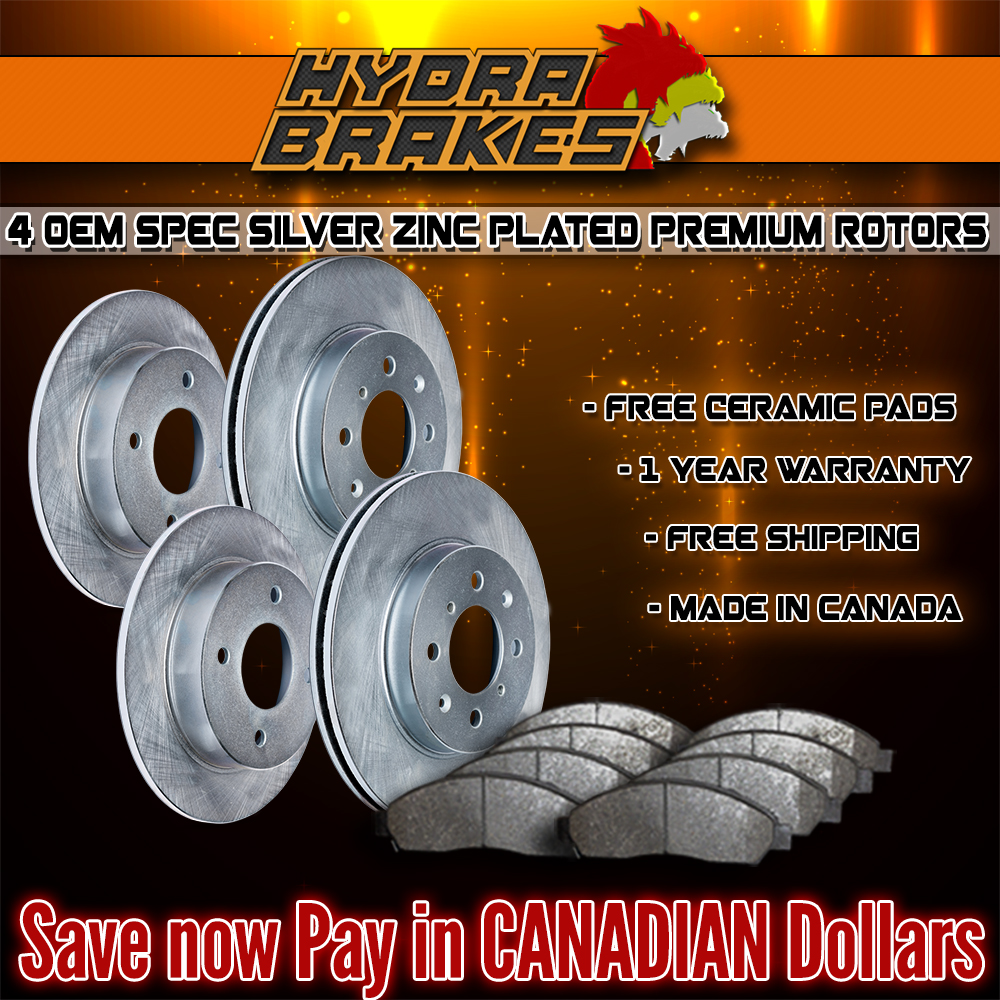 HYDRA
BRAKES
4 OEM SPEC SILVER ZINC PLATED PREMIUM ROTORS
- FREE CERAMIC PADS
- 1 YEAR WARRANTY
- FREE SHIPPING
- MADE IN CANADA
Save now Pay in CANADIAN Dollars